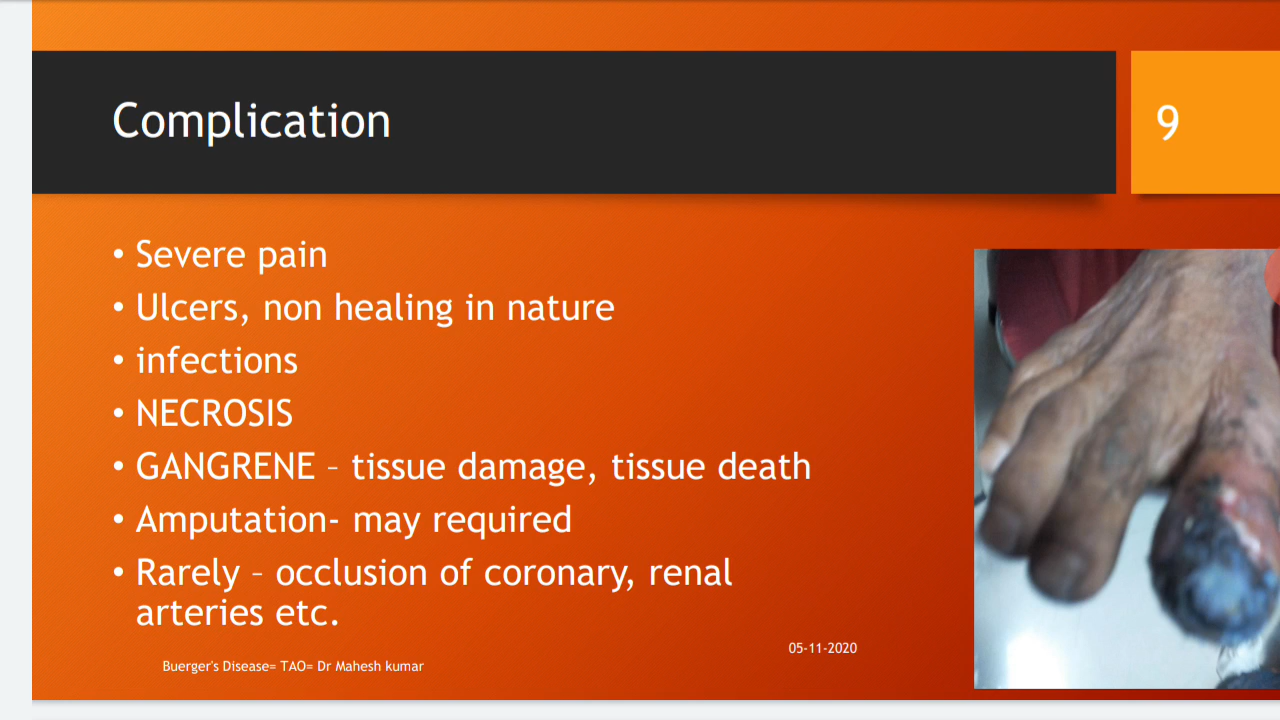 Complication
9
• Severe pain
• Ulcers, non healing in nature
• infections
• NECROSIS
• GANGRENE – tissue damage, tissue death
• Amputation- may required
• Rarely – occlusion of coronary, renal
arteries etc.
05-11-2020
Buerger's Disease= TAO= Dr Mahesh kumar